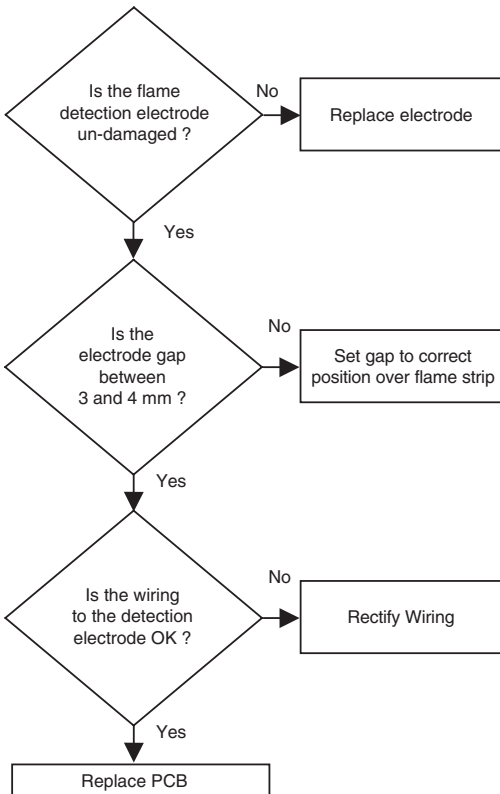 Is the flame
detection electrode
un-damaged ?
No
Replace electrode
Yes
Is the
electrode gap
between
3 and 4 mm ?
No
Set gap to correct
position over flame strip
Yes
Is the wiring
to the detection
electrode OK ?
No
Rectify Wiring
Yes
Replace PCB